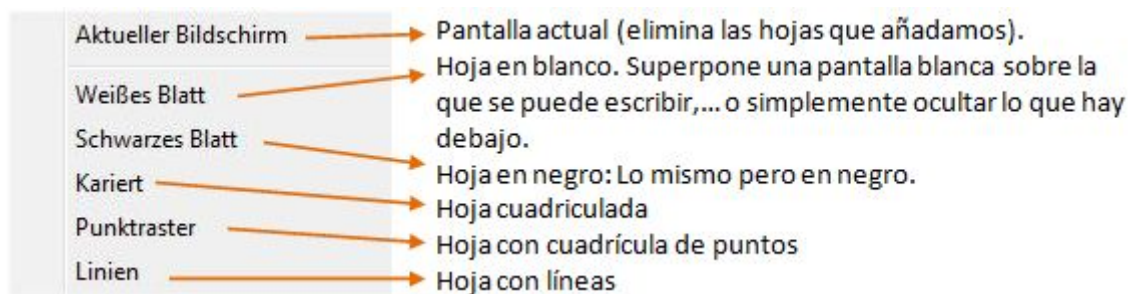 Aktueller Bildschirm
Pantalla actual (elimina las hojas que añadamos).
Weißes Blatt
Hoja en blanco. Superpone una pantalla blanca sobre la
que se puede escribir,... o simplemente ocultar lo que hay
debajo.
Schwarzes Blatt
Hoja en negro: Lo mismo pero en negro.
Kariert
Hoja cuadriculada
Punktraster
Hoja con cuadrícula de puntos
Linien
Hoja con líneas